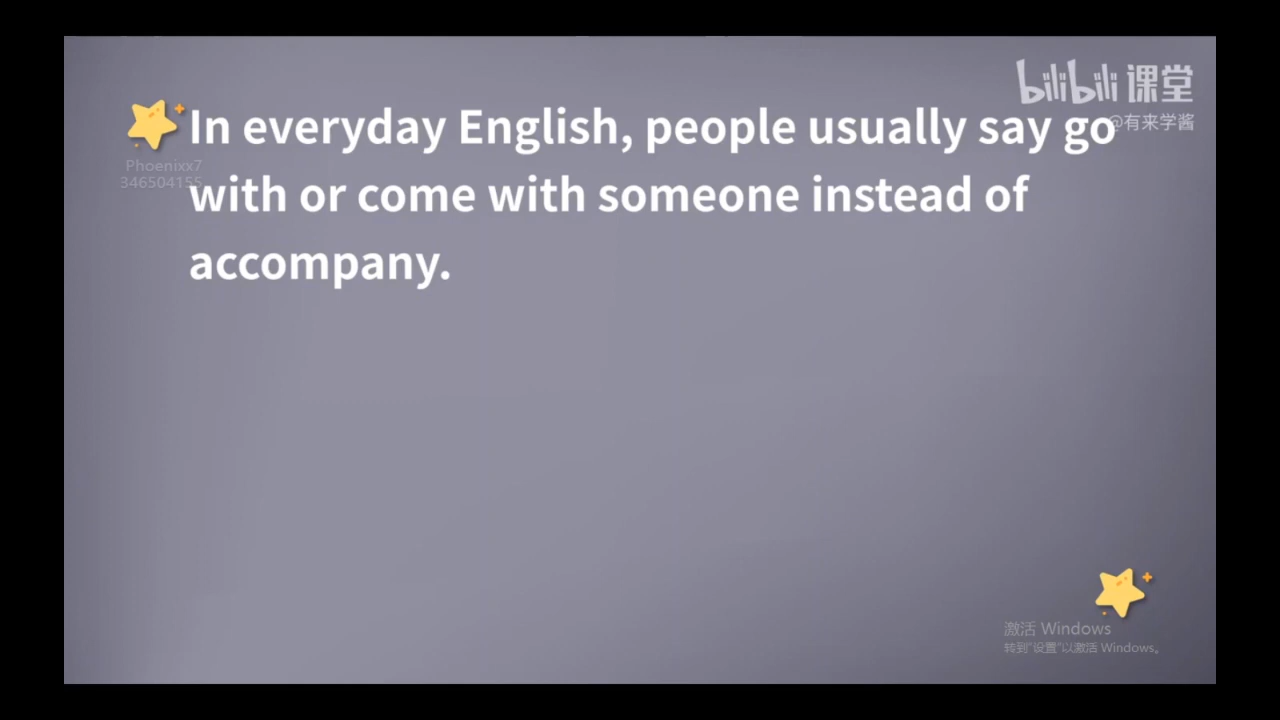 bilibili 课堂
@有来学酱
In everyday English, people usually say go
with or come with someone instead of
accompany.
Phoenixx7
346504155
激活 Windows
转到"设置"以激活 Windows。